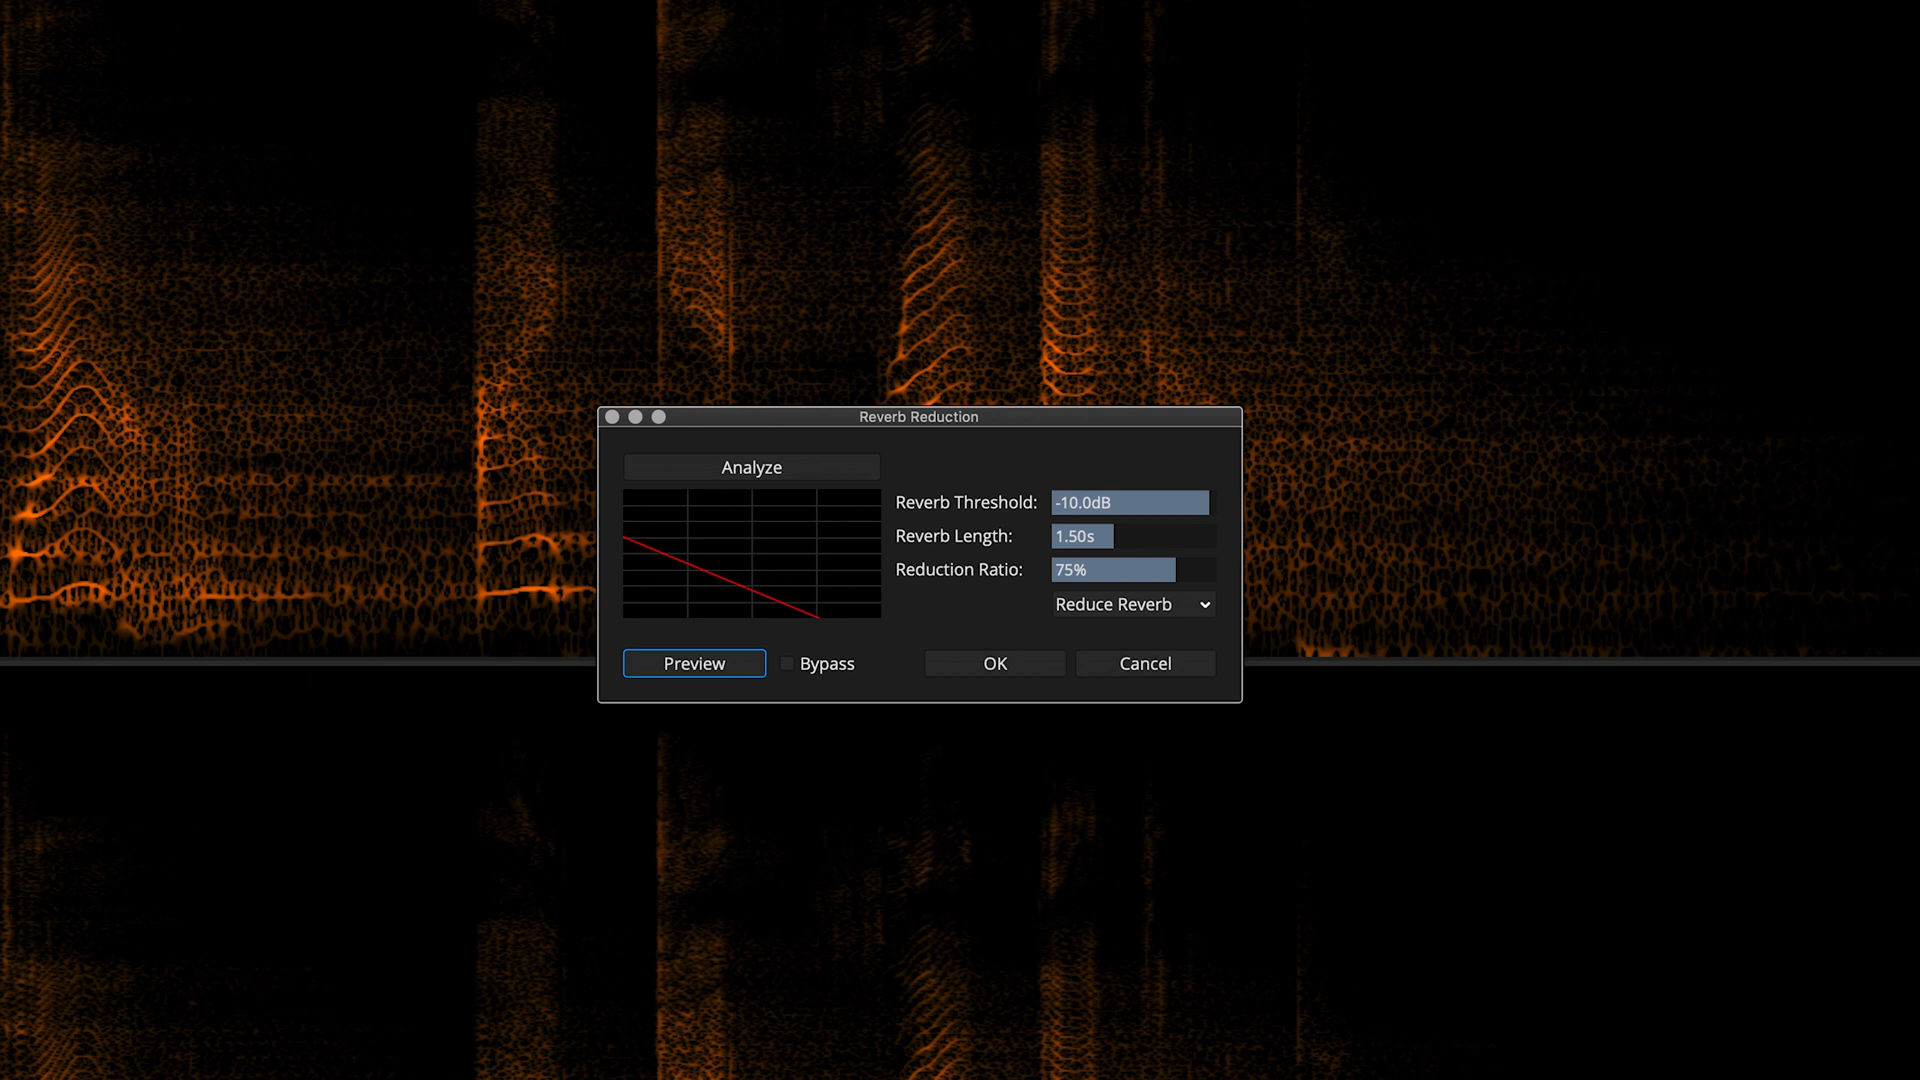 Reverb Reduction
Analyze
Reverb Threshold: -10.0dB
Reverb Length: 1.50s
Reduction Ratio: 75%
Reduce Reverb
Preview Bypass OK Cancel